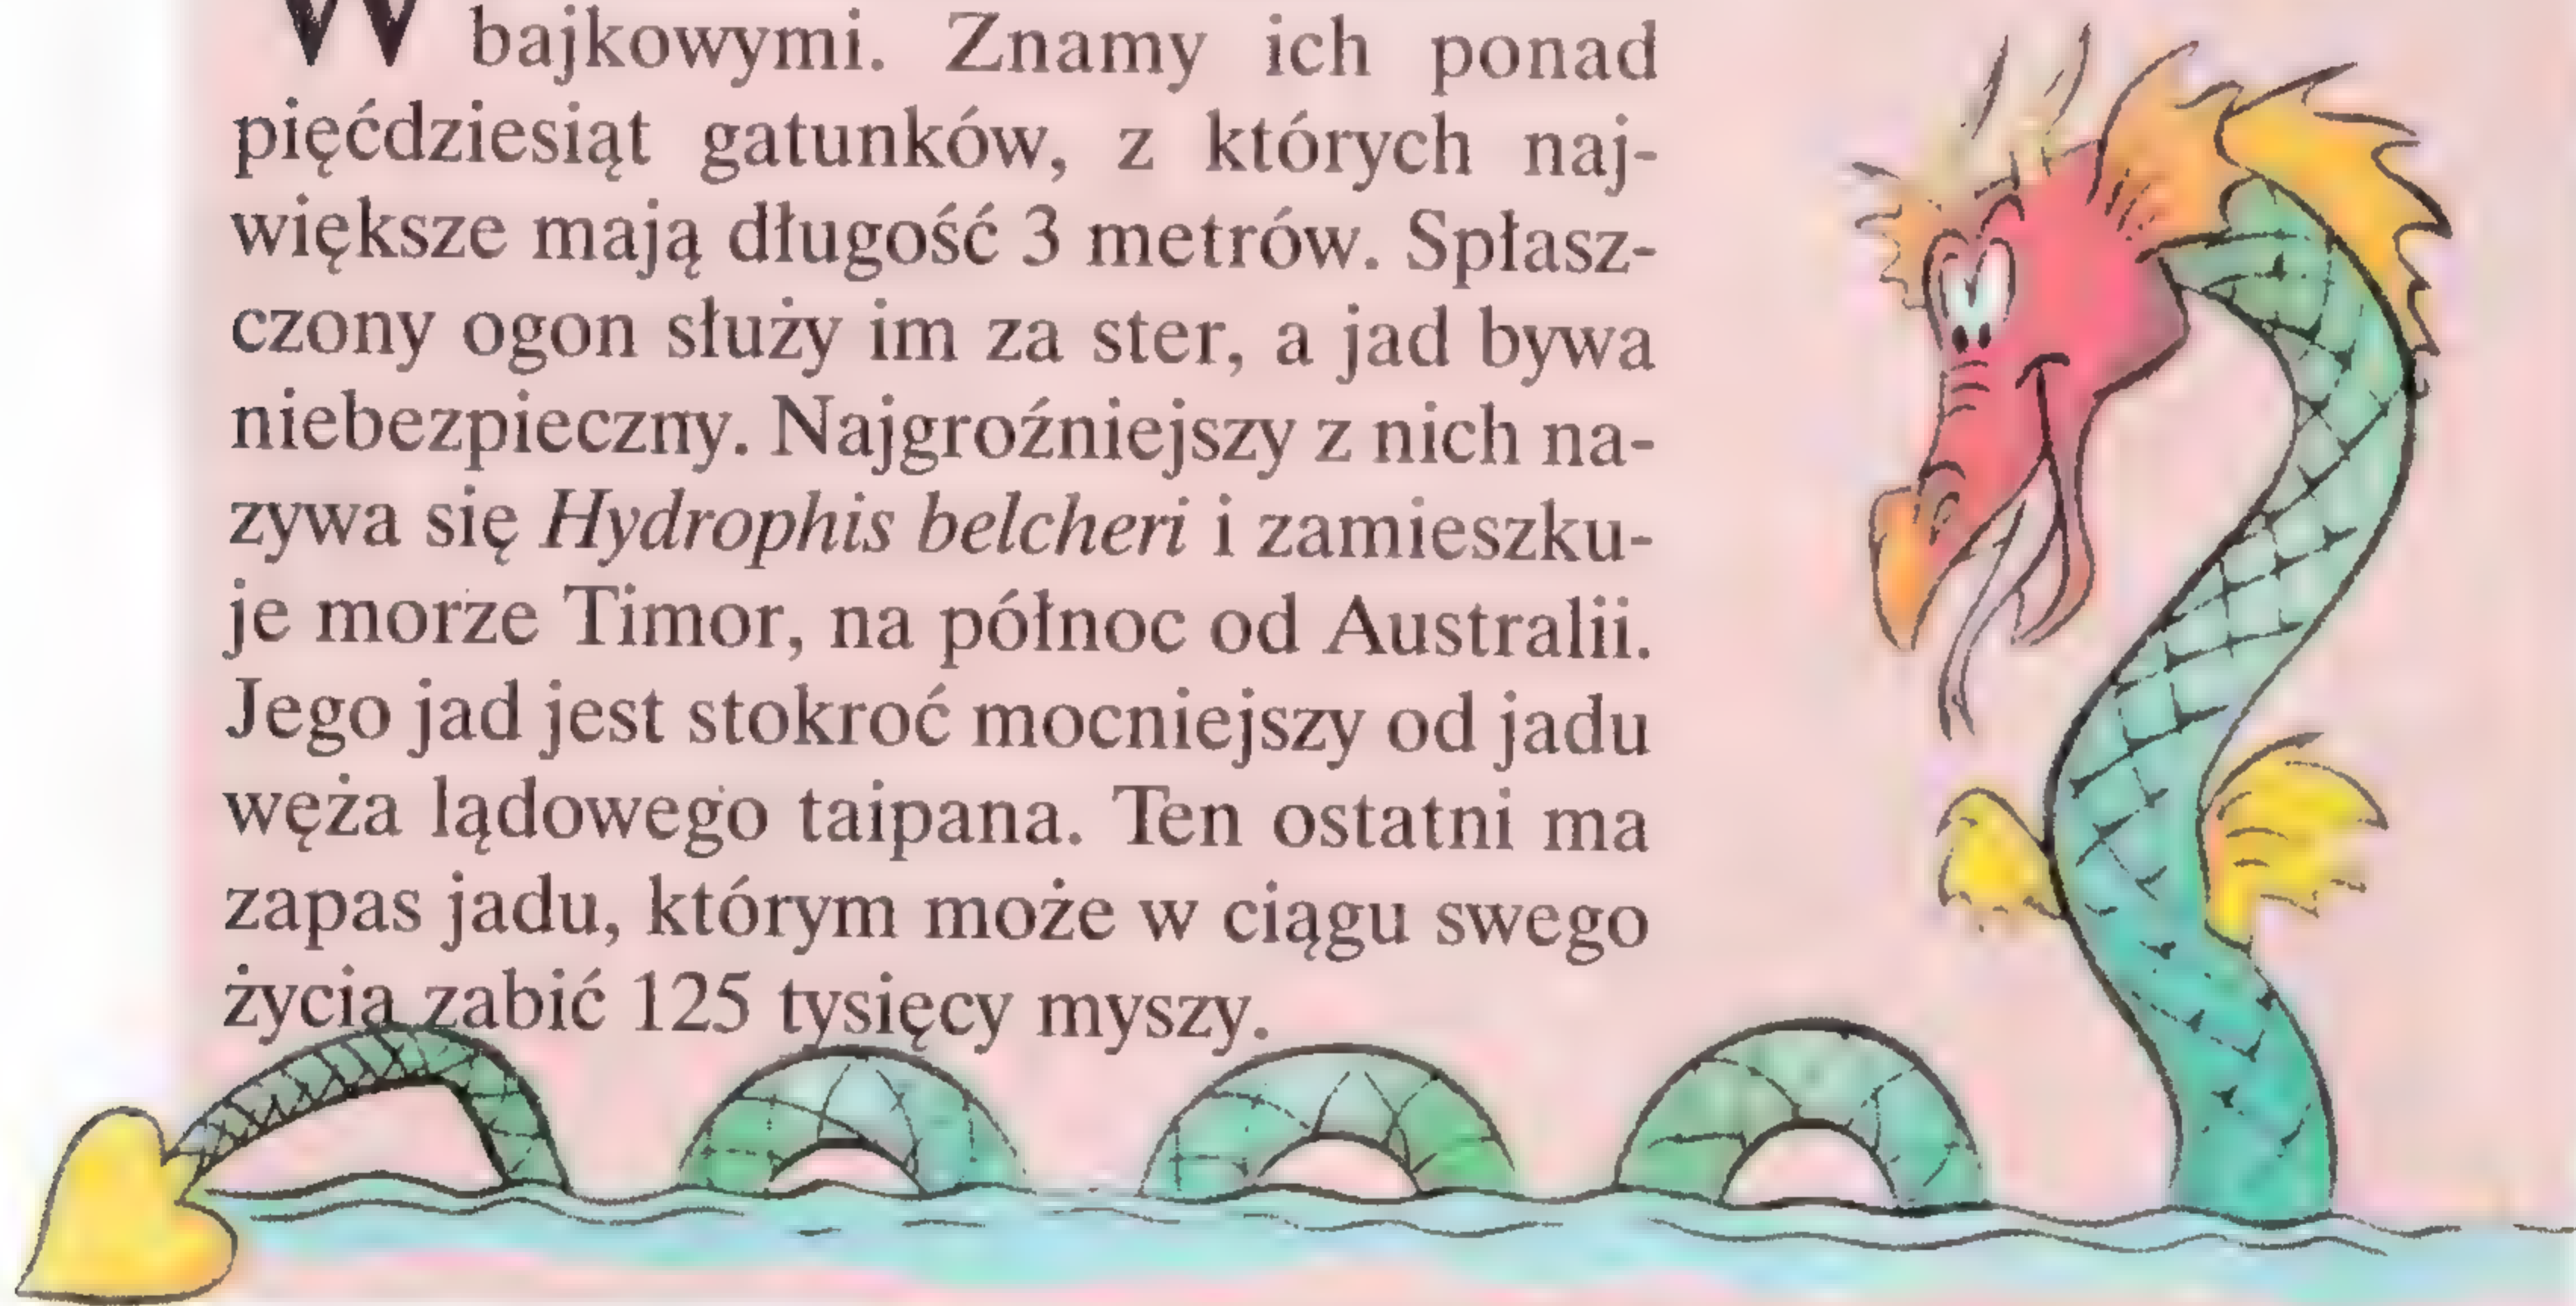 W bajkowymi. Znamy ich ponad
pięćdziesiąt gatunków, z których naj-
większe mają długość 3 metrów. Spłasz-
czony ogon służy im za ster, a jad bywa
niebezpieczny. Najgroźniejszy z nich na-
zywa się Hydrophis belcheri i zamieszku-
je morze Timor, na północ od Australii.
Jego jad jest stokroć mocniejszy od jadu
węża lądowego taipana. Ten ostatni ma
zapas jadu, którym może w ciągu swego
życia zabić 125 tysięcy myszy.